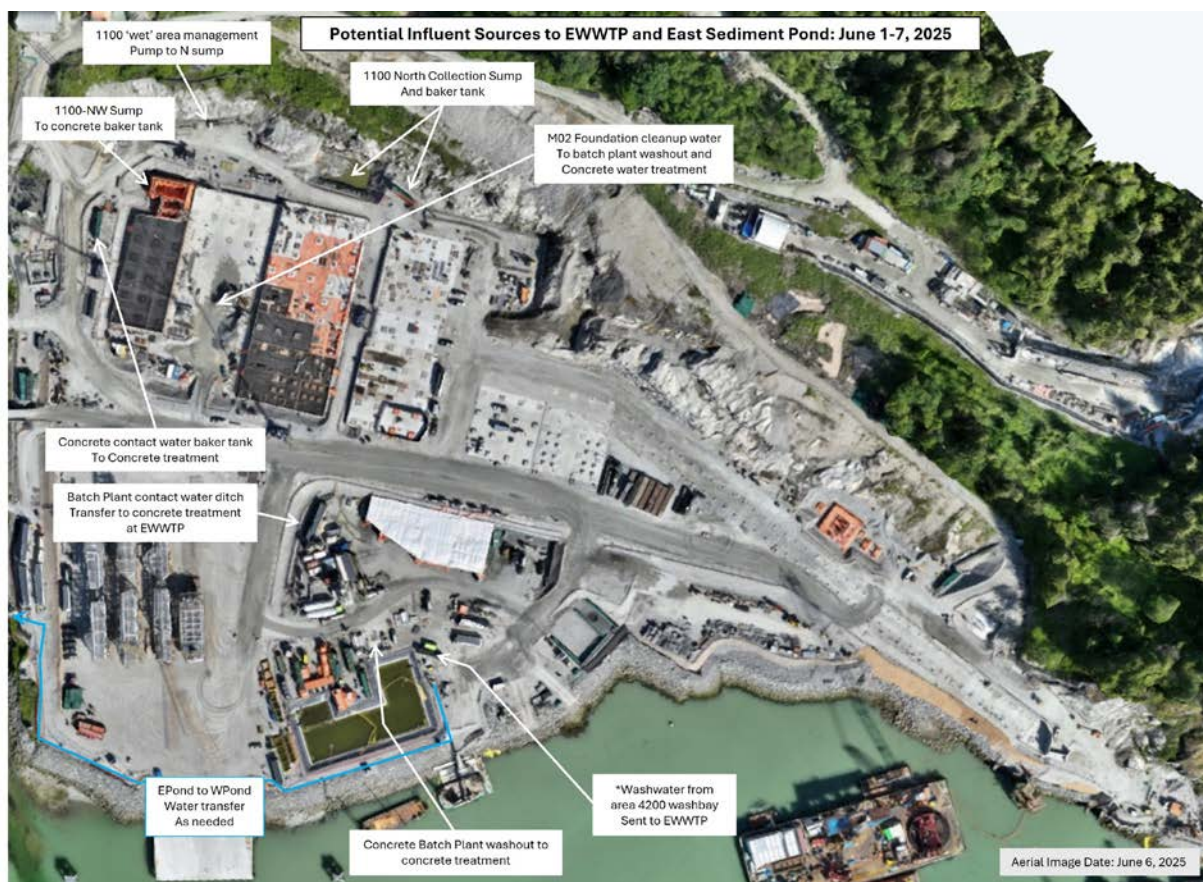 Potential Influent Sources to EWWTP and East Sediment Pond: June 1-7, 2025
1100 'wet' area management
Pump to N sump
1100 North Collection Sump
And baker tank
1100-NW Sump
To concrete baker tank
M02 Foundation cleanup water
To batch plant washout and
Concrete water treatment
Concrete contact water baker tank
To Concrete treatment
Batch Plant contact water ditch
Transfer to concrete treatment
at EWWTP
EPond to WPond
Water transfer
As needed
*Washwater from
area 4200 washbay
Sent to EWWTP
Concrete Batch Plant washout to
concrete treatment
Aerial Image Date: June 6, 2025